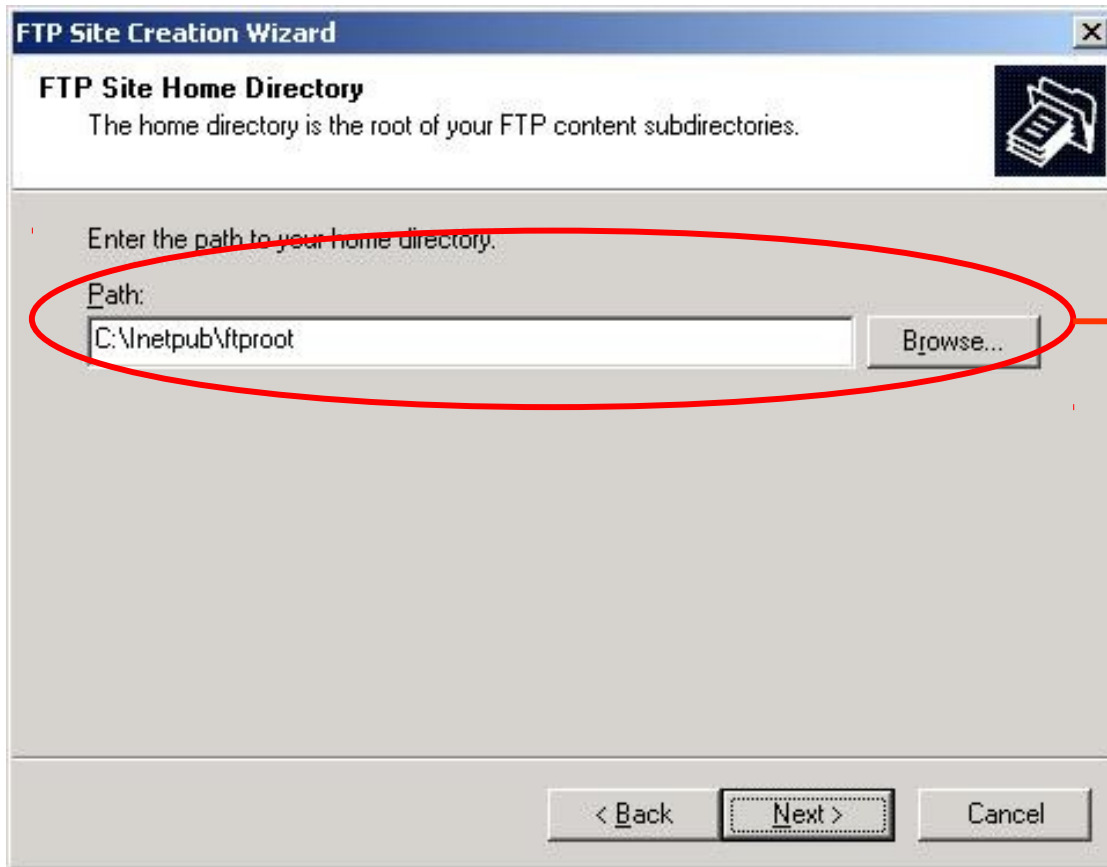 FTP Site Creation Wizard
FTP Site Home Directory
The home directory is the root of your FTP content subdirectories.
Enter the path to your home directory.
Path:
C:\Inetpub\ftproot
Browse...
< Back
Next >
Cancel